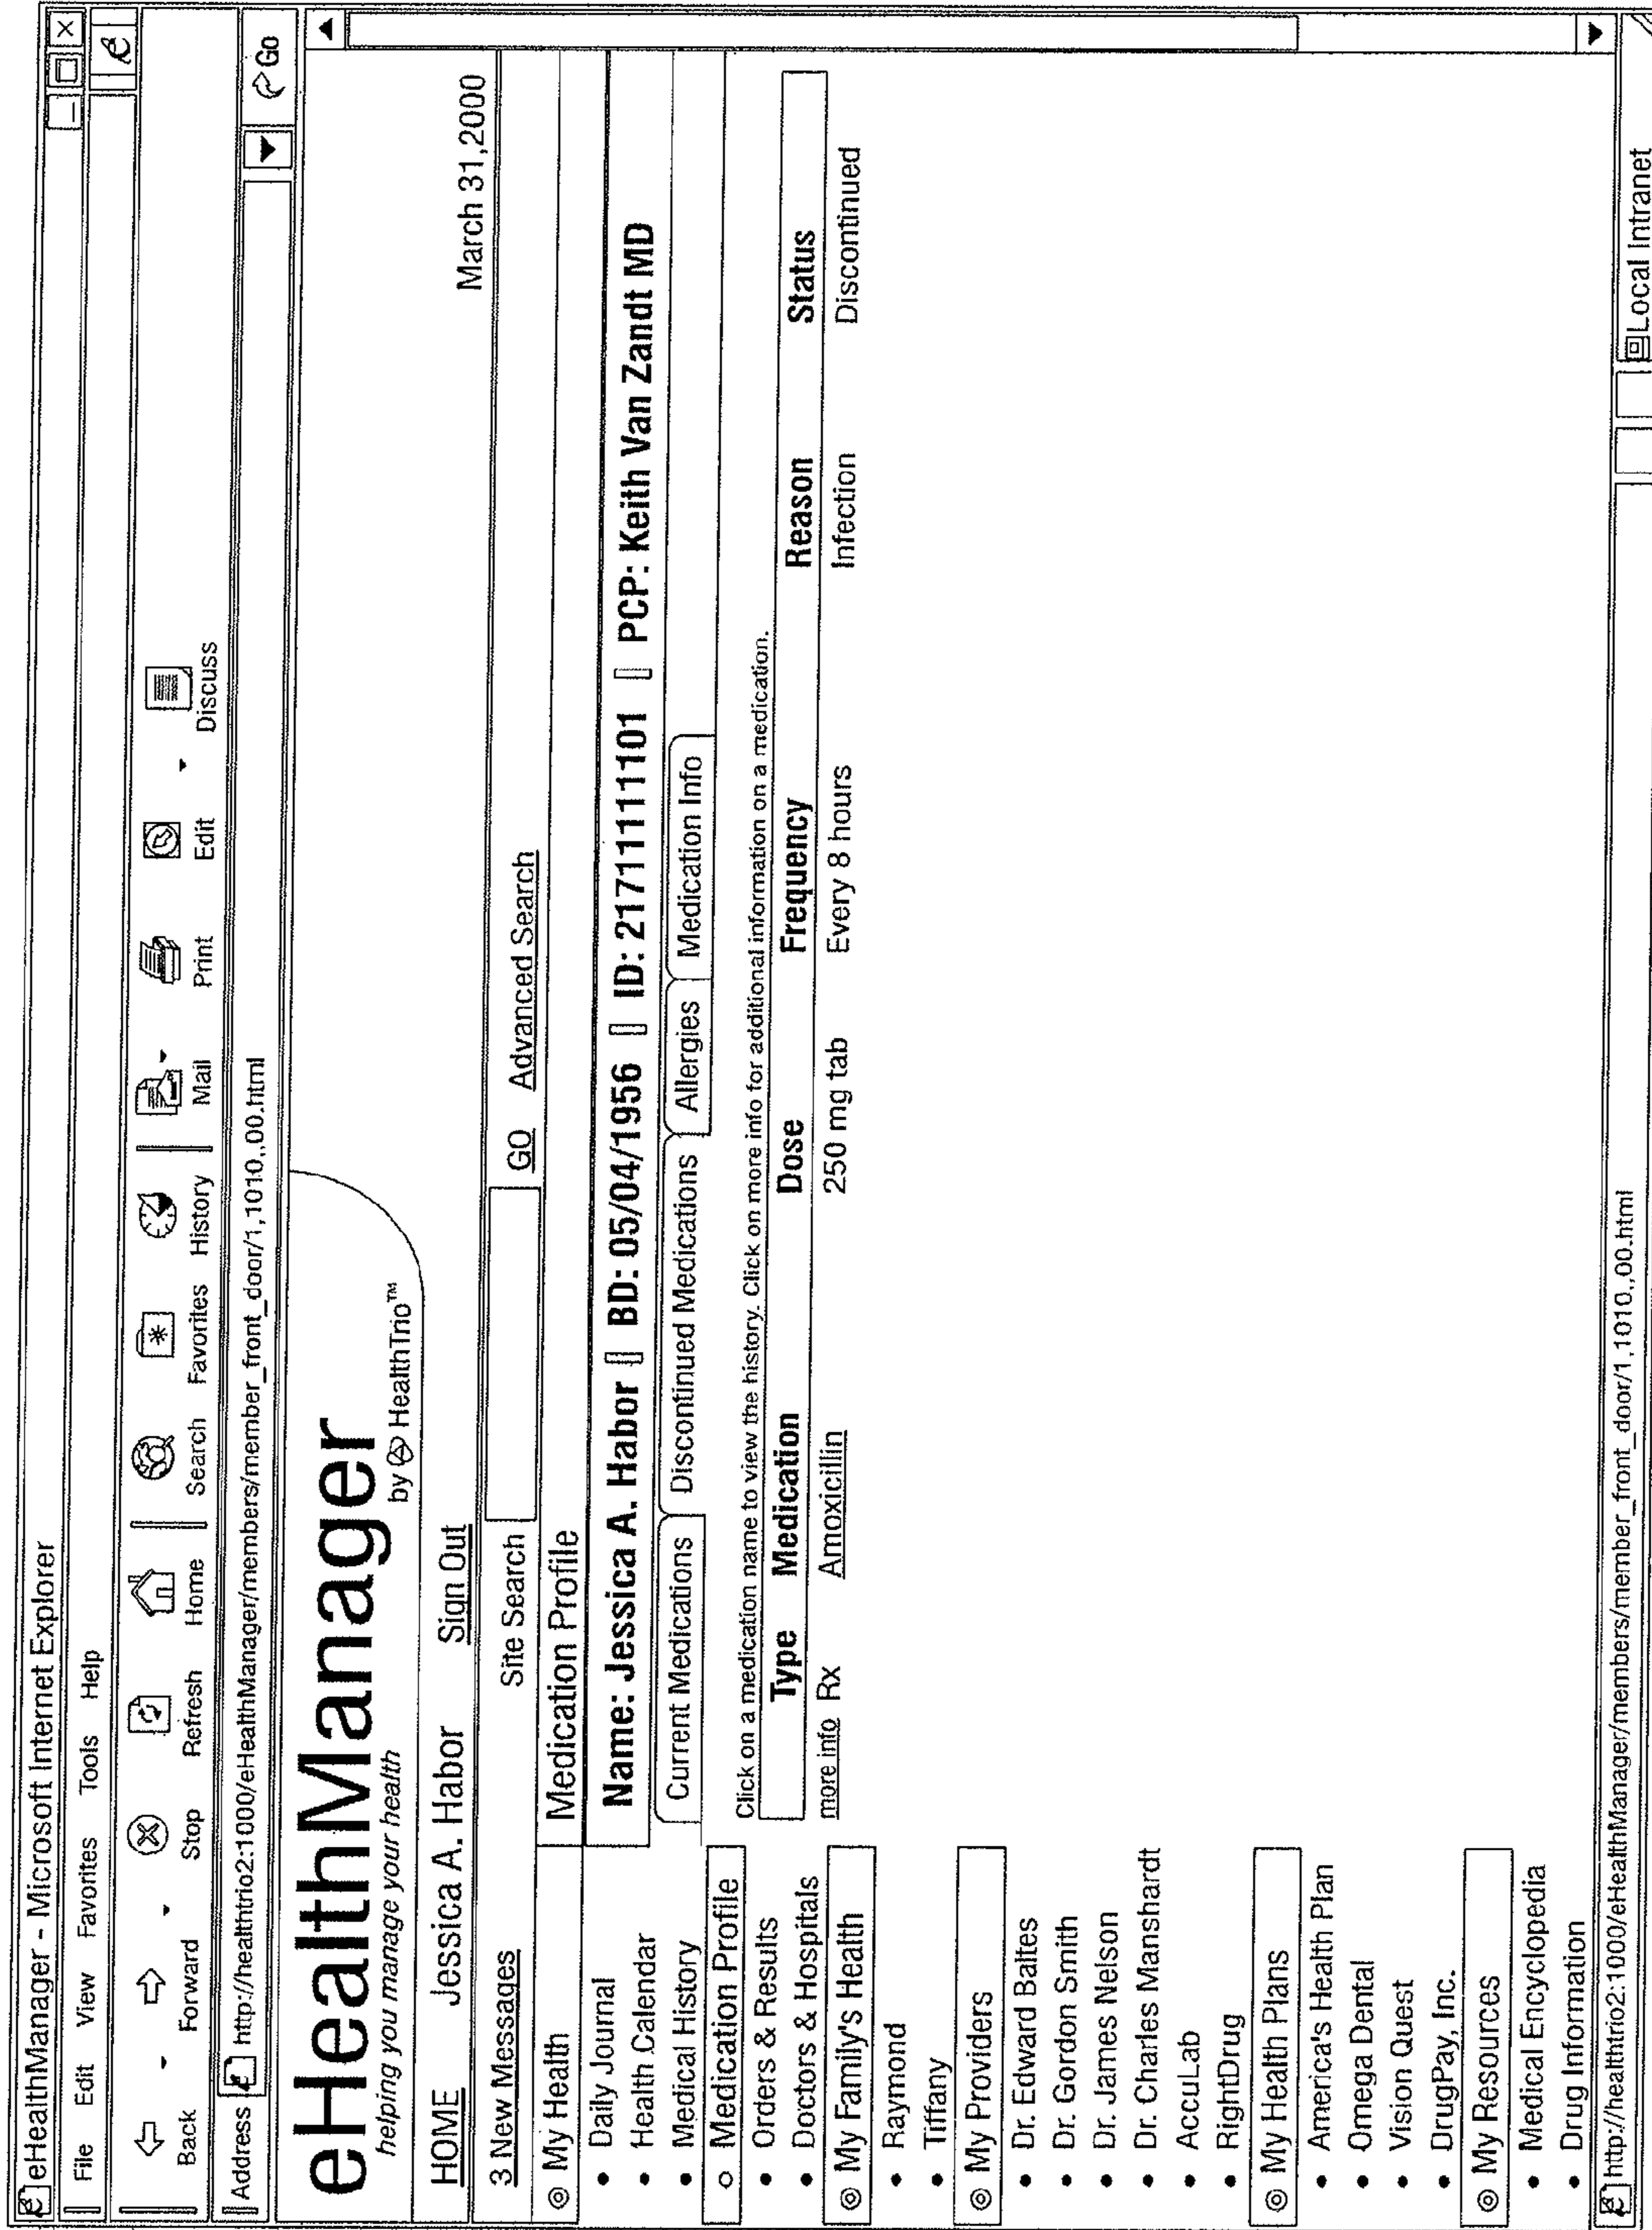 eHealthManager - Microsoft Internet Explorer
File Edit View Favorites Tools Help
Back Forward Stop Refresh Home Search Favorites History Mail Print Edit Discuss
Address http://healthtrio2:1000/eHealthManager/members/member_front_door/1,1010,,00.html Go
eHealthManager
helping you manage your health
by HealthTrio™
HOME Jessica A. Habor Sign Out March 31,2000
3 New Messages Site Search GO Advanced Search
My Health
Medication Profile
Name: Jessica A. Habor BD: 05/04/1956 ID: 21711111101 PCP: Keith Van Zandt MD
Current Medications Discontinued Medications Allergies Medication Info
Click on a medication name to view the history. Click on more info for additional information on a medication.
Type Medication Dose Frequency Reason Status
more info Rx Amoxicillin 250 mg tab Every 8 hours Infection Discontinued
• Daily Journal
• Health Calendar
• Medical History
Medication Profile
• Orders & Results
• Doctors & Hospitals
My Family's Health
• Raymond
• Tiffany
My Providers
• Dr. Edward Baltes
• Dr. Gordon Smith
• Dr. James Nelson
• Dr. Charles Manshardt
• AccuLab
• RightDrug
My Health Plans
• America's Health Plan
• Omega Dental
• Vision Quest
• DrugPay, Inc.
My Resources
• Medical Encyclopedia
• Drug Information
http://healthtrio2:1000/eHealthManager/members/member_front_door/1,1010,,00.html Local Intranet